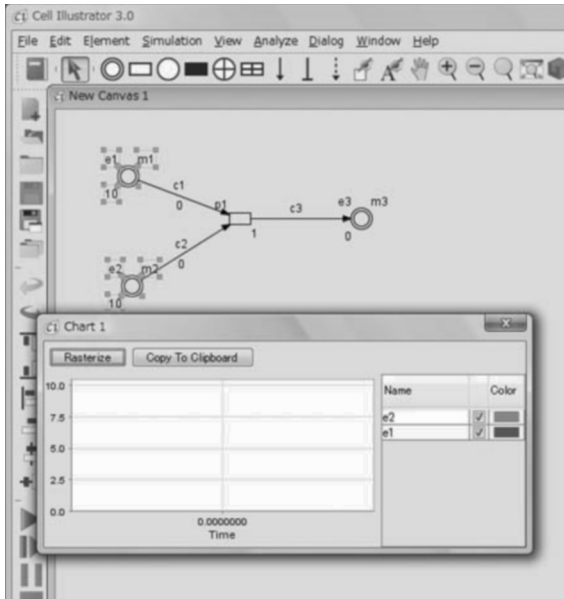 Cell Illustrator 3.0
File Edit Element Simulation View Analyze Dialog Window Help
New Canvas 1
e1 m1
10
c1
0
p1
1
c3
0
e3 m3
0
c2
0
e2 m2
10
Chart 1
Rasterize Copy To Clipboard
10.0
7.5
5.0
2.5
0.0
0.0000000
Time
Name Color
e2
e1